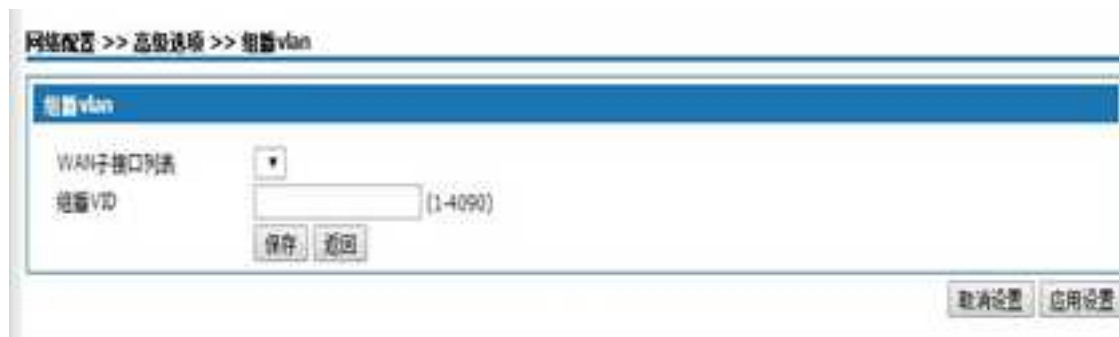 网络配置 >> 高级选项 >> 组播vlan
组播vlan
WAN子接口列表
组播VID (1-4090)
保存 返回
取消设置 启用设置